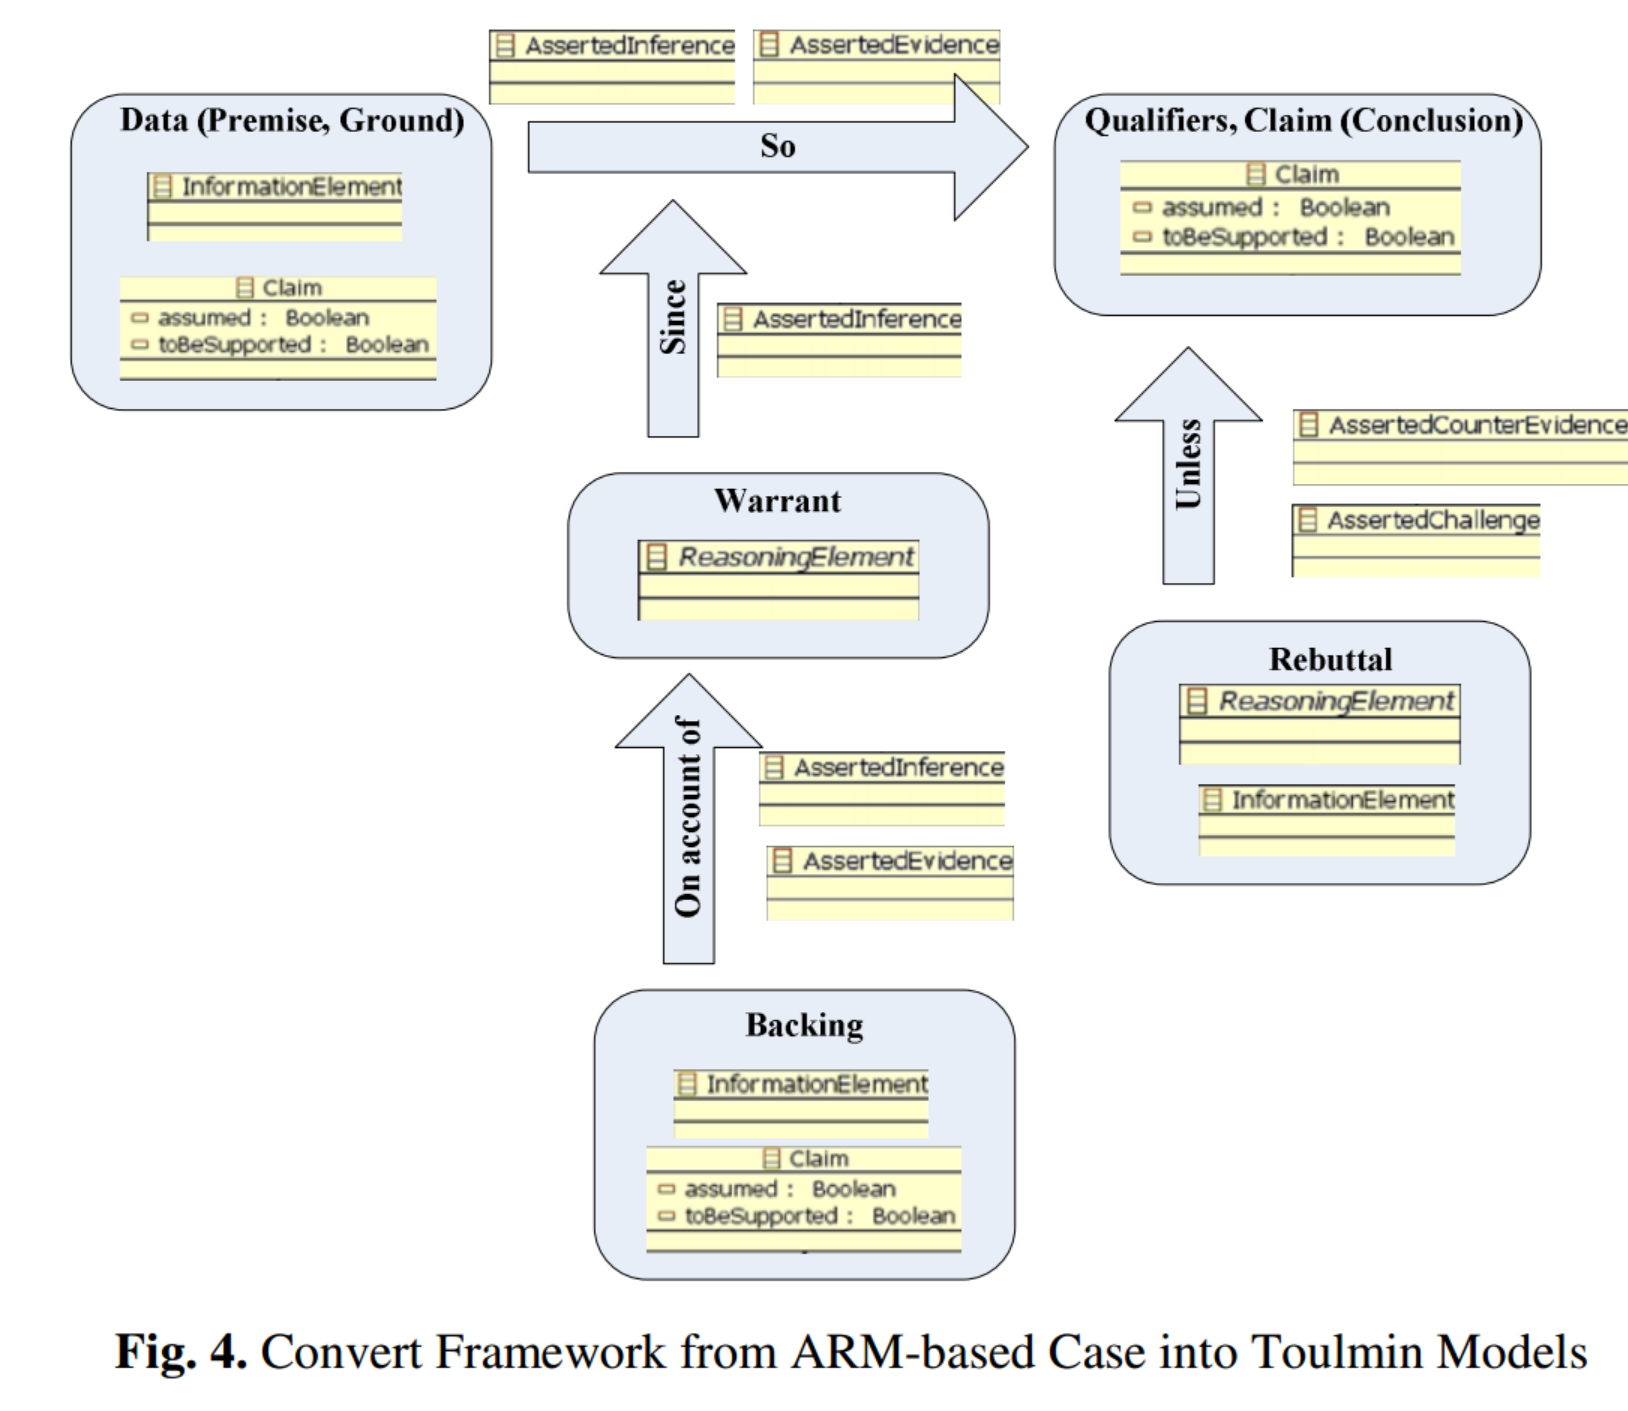 AssertedInference
AssertedEvidence
Data (Premise, Ground)
InformationElement
Claim
assumed : Boolean
toBeSupported : Boolean
So
Qualifiers, Claim (Conclusion)
Claim
assumed : Boolean
toBeSupported : Boolean
Since
AssertedInference
Unless
AssertedCounterEvidence
AssertedChallenge
Warrant
ReasoningElement
Rebuttal
ReasoningElement
InformationElement
On account of
AssertedInference
AssertedEvidence
Backing
InformationElement
Claim
assumed : Boolean
toBeSupported : Boolean
Fig. 4. Convert Framework from ARM-based Case into Toulmin Models